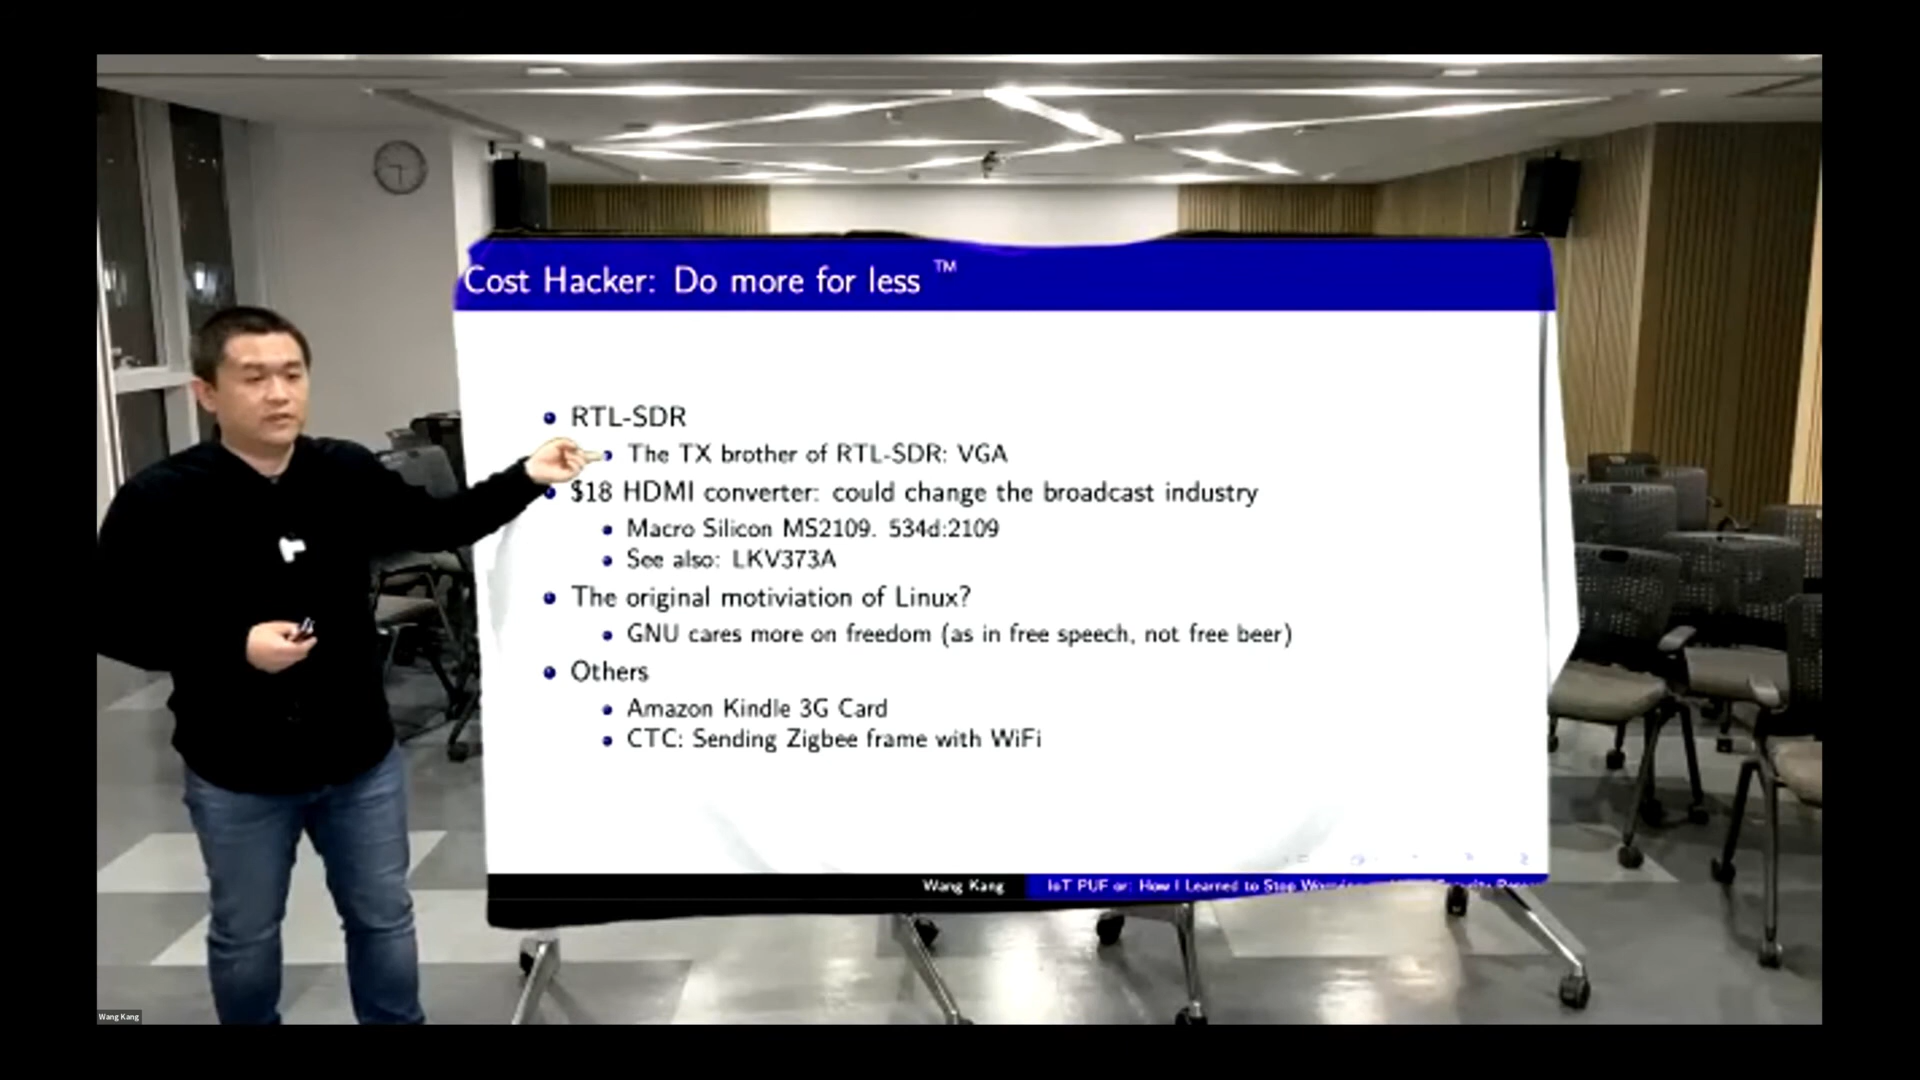 Cost Hacker: Do more for less ™
RTL-SDR
The TX brother of RTL-SDR: VGA
$18 HDMI converter: could change the broadcast industry
Macro Silicon MS2109. 534d:2109
See also: LKV373A
The original motiviation of Linux?
GNU cares more on freedom (as in free speech, not free beer)
Others
Amazon Kindle 3G Card
CTC: Sending Zigbee frame with WiFi
Wang Kang
IoT PUF or: How I Learned to Stop
Wang Kang